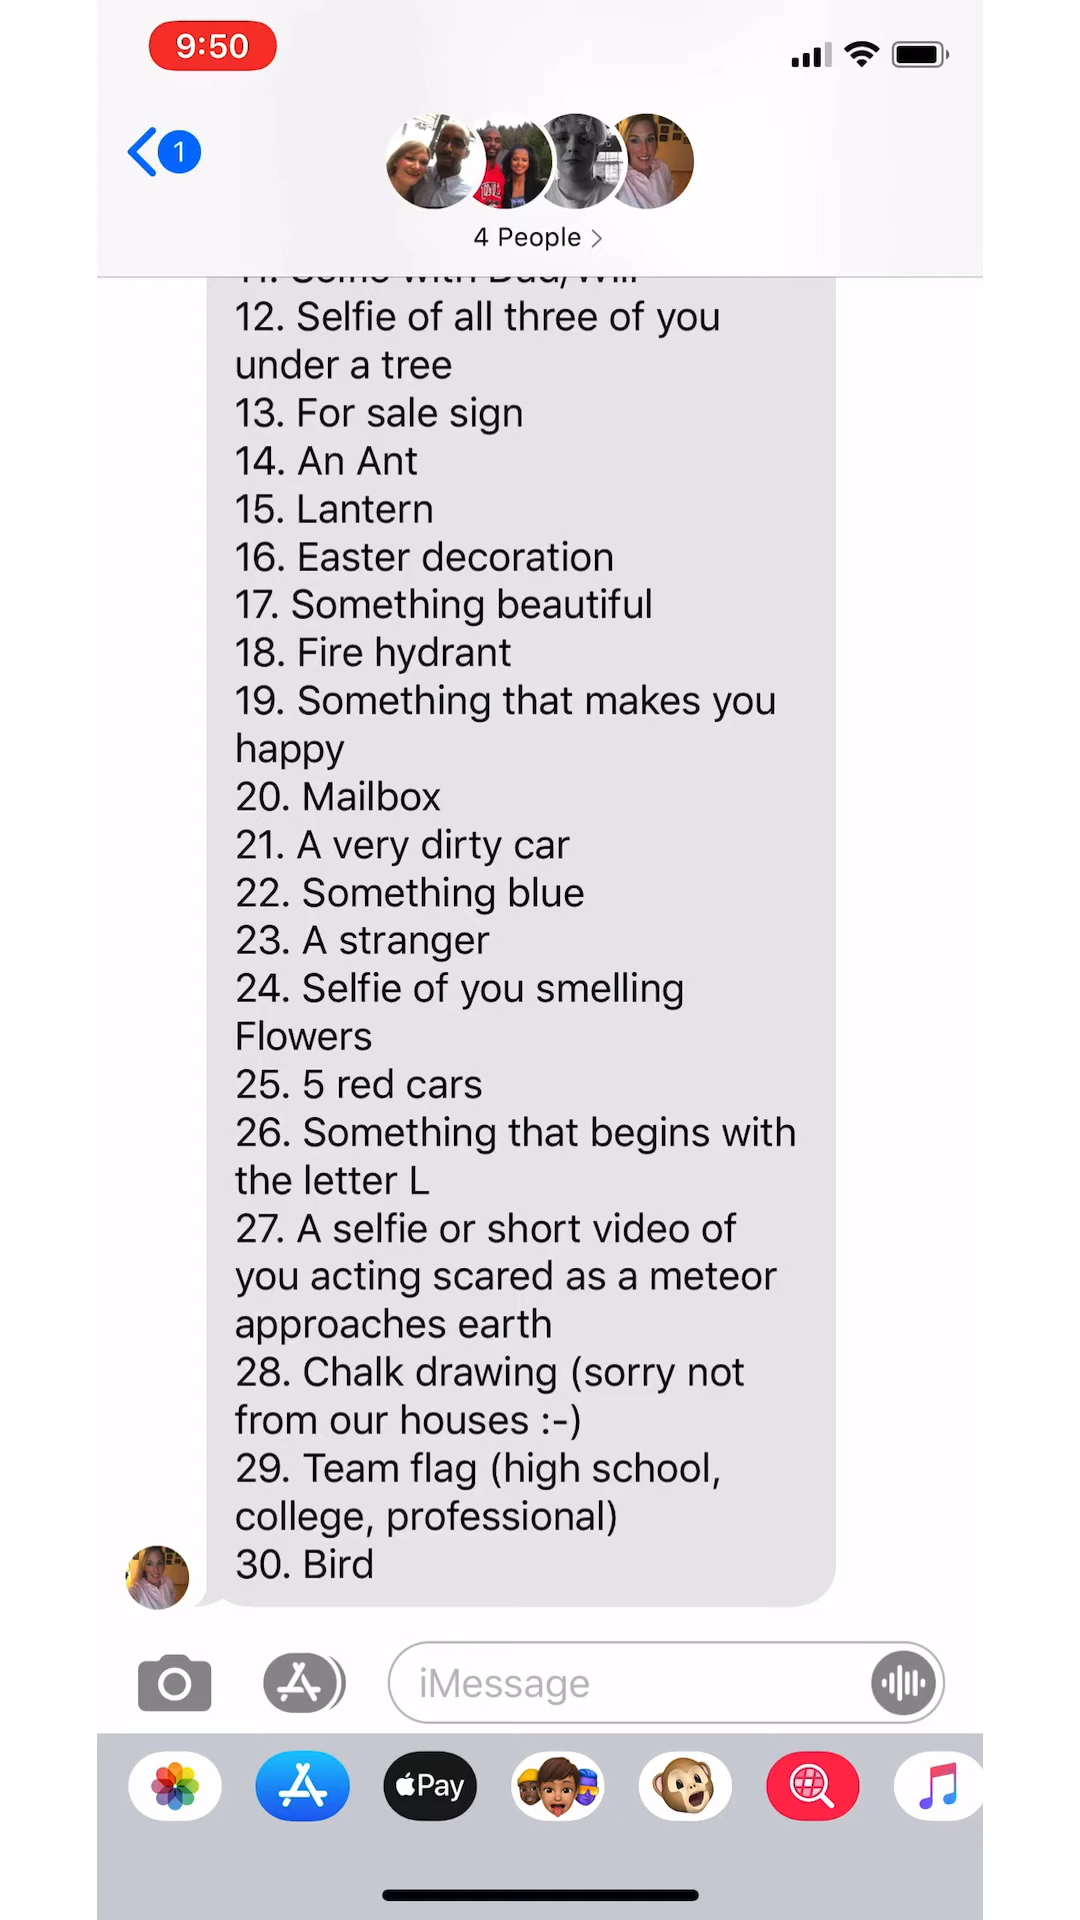 9:50
1
4 People
11. Selfie with Dad/Will
12. Selfie of all three of you
under a tree
13. For sale sign
14. An Ant
15. Lantern
16. Easter decoration
17. Something beautiful
18. Fire hydrant
19. Something that makes you
happy
20. Mailbox
21. A very dirty car
22. Something blue
23. A stranger
24. Selfie of you smelling
Flowers
25. 5 red cars
26. Something that begins with
the letter L
27. A selfie or short video of
you acting scared as a meteor
approaches earth
28. Chalk drawing (sorry not
from our houses :-)
29. Team flag (high school,
college, professional)
30. Bird
iMessage
Pay